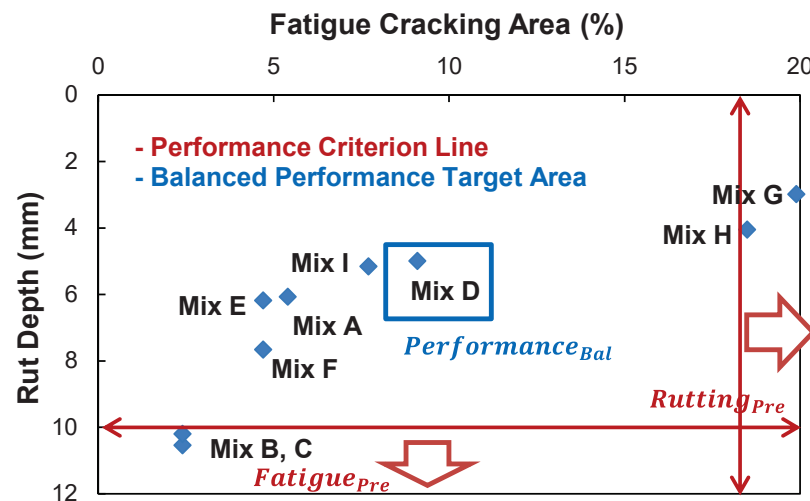 Fatigue Cracking Area (%)
0 5 10 15 20
0
2
4
6
8
10
12
Rut Depth (mm)
- Performance Criterion Line
- Balanced Performance Target Area
Mix G
Mix H
Mix I
Mix D
Mix E
Mix A
Mix F
Performance_Bal
Rutting_Pre
Mix B, C
Fatigue_Pre